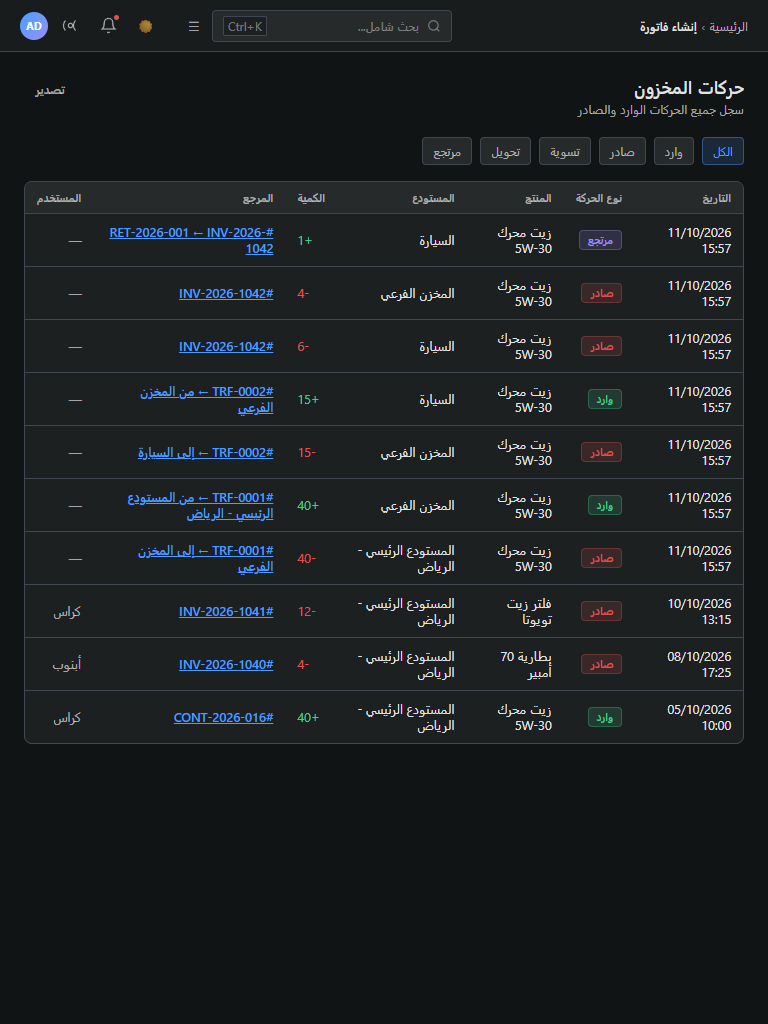 الرئيسية › إنشاء فاتورة
بحث شامل... Ctrl+K
☰
AD
حركات المخزون
سجل جميع الحركات الوارد والصادر
تصدير
الكل
وارد
صادر
تسوية
تحويل
مرتجع
التاريخ نوع الحركة المنتج المستودع الكمية المرجع المستخدم
11/10/2026 15:57 مرتجع زيت محرك 5W-30 السيارة +1 RET-2026-001 ← INV-2026-#1042 —
11/10/2026 15:57 صادر زيت محرك 5W-30 المخزن الفرعي -4 INV-2026-1042# —
11/10/2026 15:57 صادر زيت محرك 5W-30 السيارة -6 INV-2026-1042# —
11/10/2026 15:57 وارد زيت محرك 5W-30 السيارة +15 TRF-0002# ← من المخزن الفرعي —
11/10/2026 15:57 صادر زيت محرك 5W-30 المخزن الفرعي -15 TRF-0002# ← إلى السيارة —
11/10/2026 15:57 وارد زيت محرك 5W-30 المخزن الفرعي +40 TRF-0001# ← من المستودع الرئيسي - الرياض —
11/10/2026 15:57 صادر زيت محرك 5W-30 المستودع الرئيسي - الرياض -40 TRF-0001# ← إلى المخزن الفرعي —
10/10/2026 13:15 صادر فلتر زيت تويوتا المستودع الرئيسي - الرياض -12 INV-2026-1041# كراس
08/10/2026 17:25 صادر بطارية 70 أمبير المستودع الرئيسي - الرياض -4 INV-2026-1040# أبنوب
05/10/2026 10:00 وارد زيت محرك 5W-30 المستودع الرئيسي - الرياض +40 CONT-2026-016# كراس